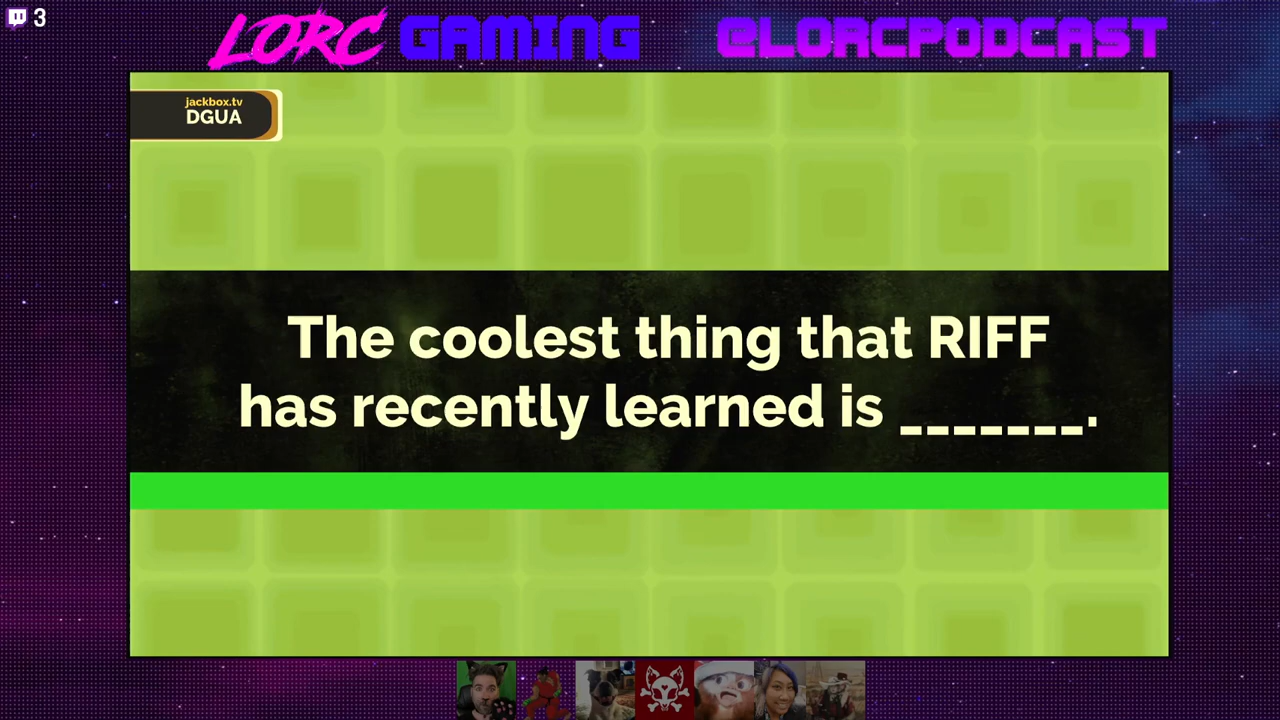 3
LORC GAMING
@LORCPODCAST
jackbox.tv
DGUA
The coolest thing that RIFF
has recently learned is _______.